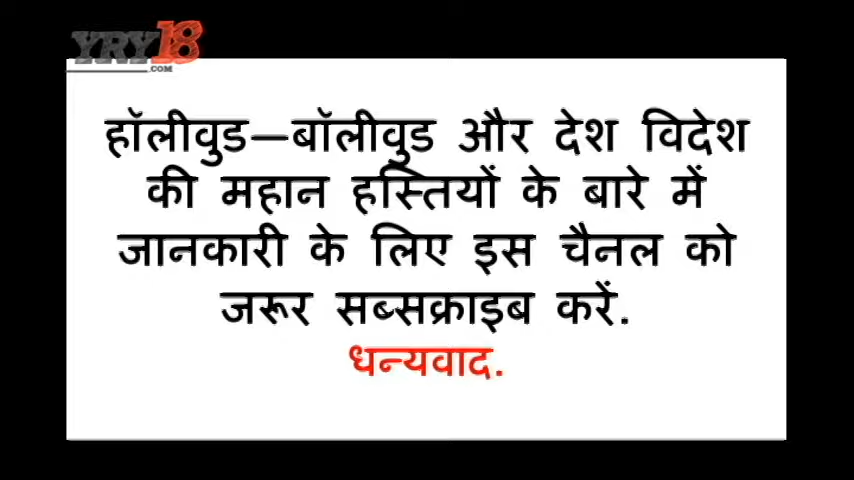 YRY18
.COM
हॉलीवुड–बॉलीवुड और देश विदेश
की महान हस्तियों के बारे में
जानकारी के लिए इस चैनल को
जरूर सब्सक्राइब करें.
धन्यवाद.